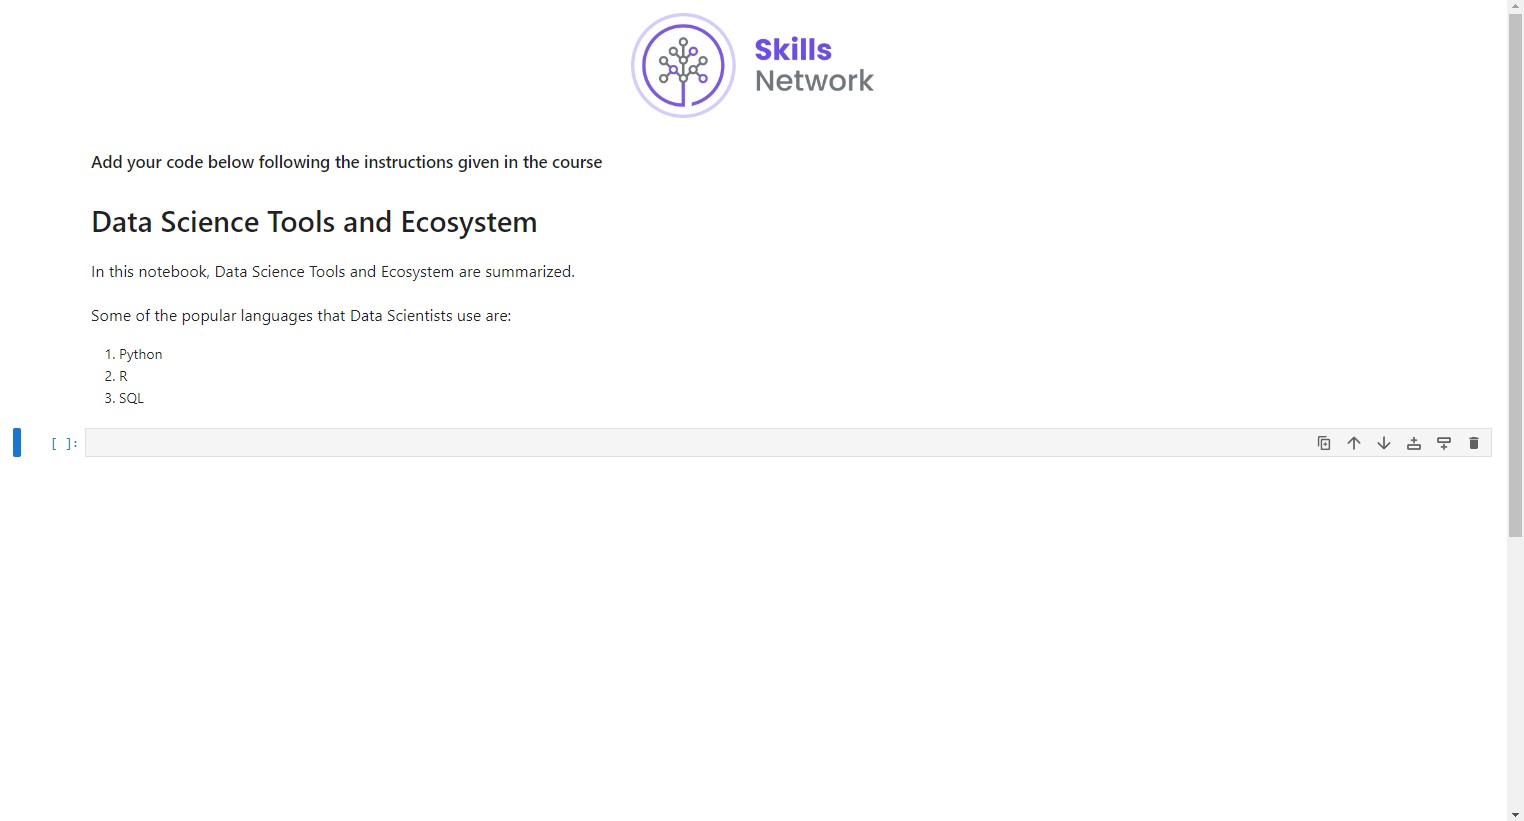 Skills
Network
Add your code below following the instructions given in the course
Data Science Tools and Ecosystem
In this notebook, Data Science Tools and Ecosystem are summarized.
Some of the popular languages that Data Scientists use are:
1. Python
2. R
3. SQL
[ ]: